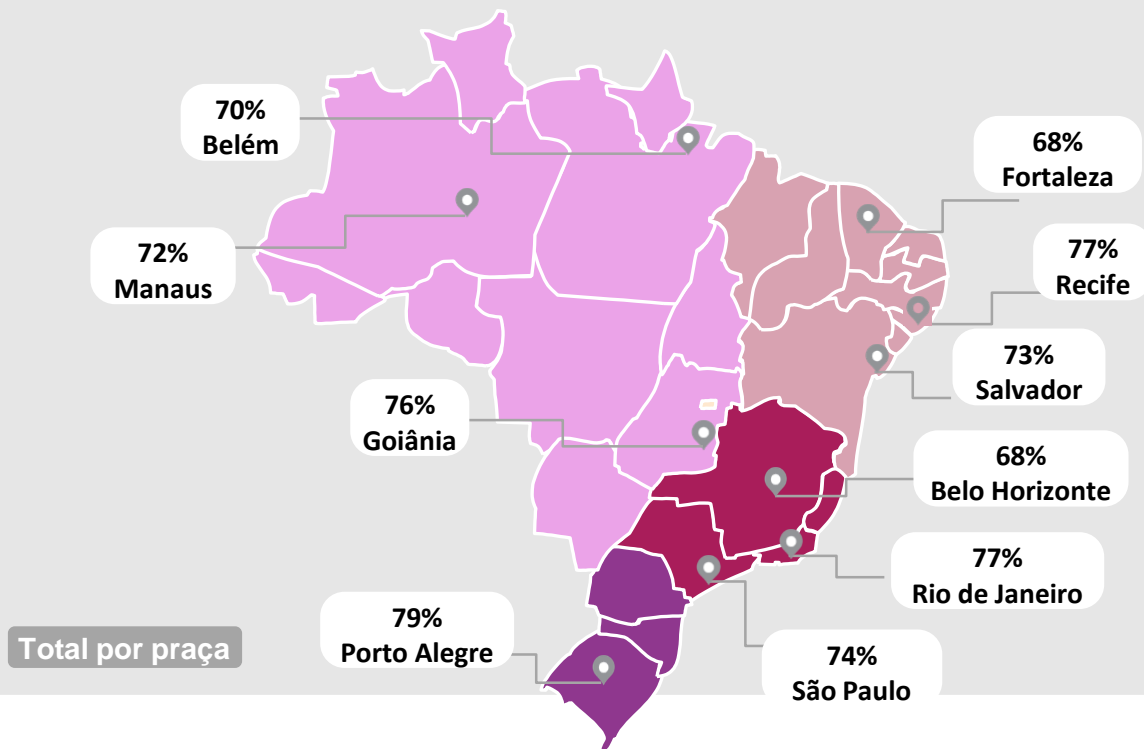 70%
Belém
68%
Fortaleza
72%
Manaus
77%
Recife
73%
Salvador
76%
Goiânia
68%
Belo Horizonte
77%
Rio de Janeiro
79%
Porto Alegre
74%
São Paulo
Total por praça